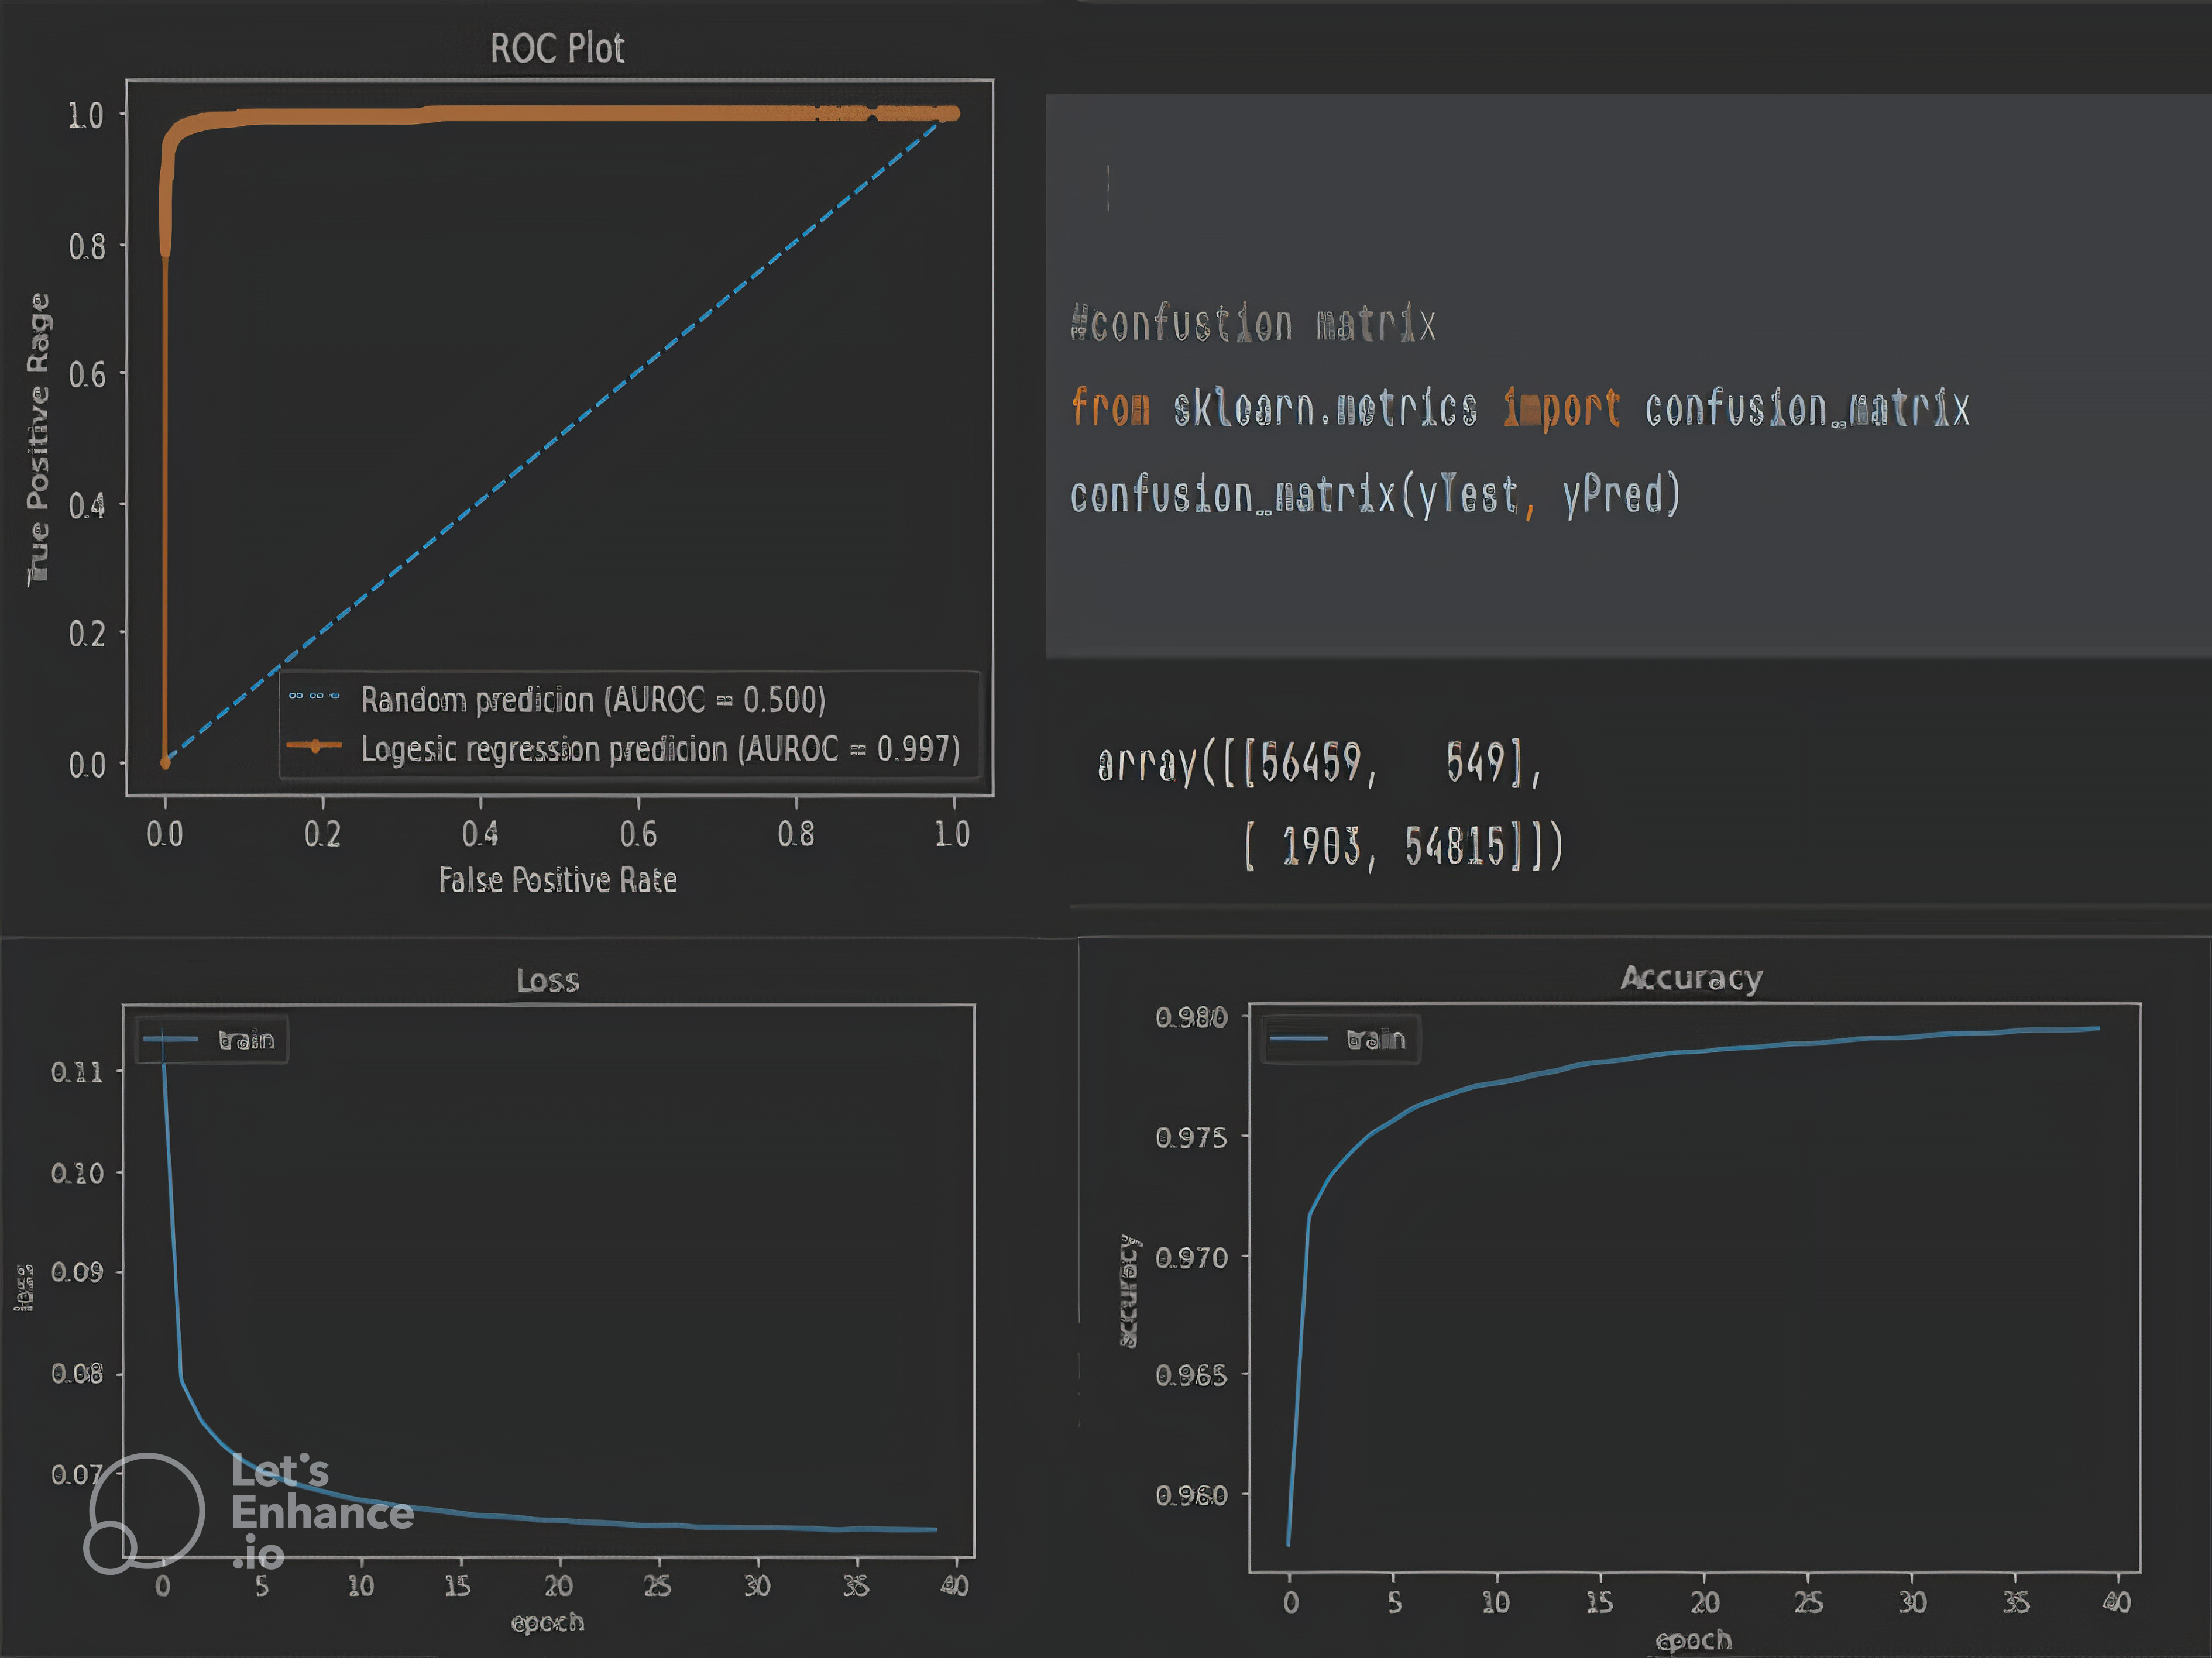 ROC Plot
1.0
0.8
0.6
0.4
0.2
0.0
True Positive Rage
Random predicion (AUROC = 0.500)
Logesic regression predicion (AUROC = 0.997)
0.0 0.2 0.4 0.6 0.8 1.0
False Positive Rate
#confustion matrix
from sklearn.metrics import confusion_matrix
confusion_matrix(yTest, yPred)
array([[56459, 549],
[ 1903, 54815]])
Loss
train
0.11
0.10
0.09
0.08
0.07
loss
0 5 10 15 20 25 30 35 40
epoch
Let's
Enhance
.io
Accuracy
train
0.980
0.975
0.970
0.965
0.960
accuracy
0 5 10 15 20 25 30 35 40
epoch